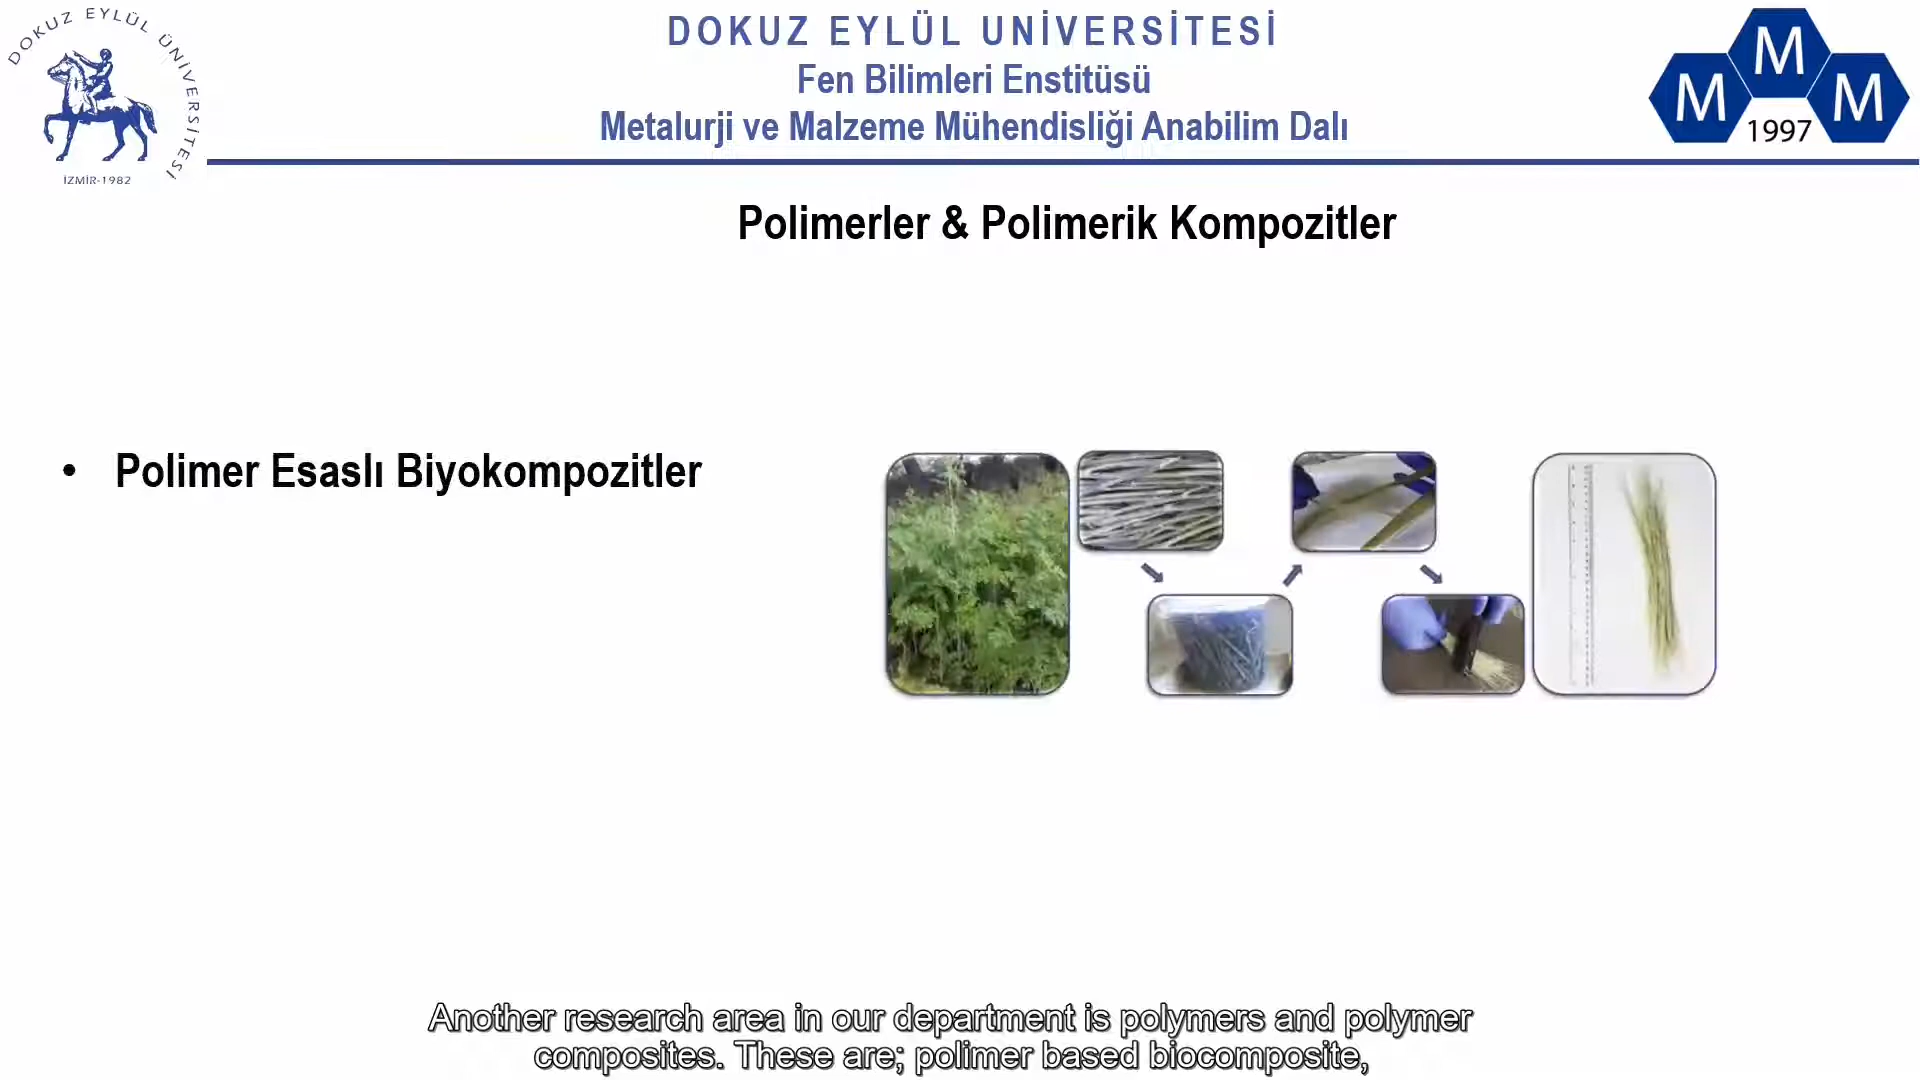 DOKUZ EYLÜL ÜNİVERSİTESİ
İZMİR-1982
DOKUZ EYLÜL UNİVERSİTESİ
Fen Bilimleri Enstitüsü
Metalurji ve Malzeme Mühendisliği Anabilim Dalı
M M M
1997
Polimerler & Polimerik Kompozitler
• Polimer Esaslı Biyokompozitler
Another research area in our department is polymers and polymer
composites. These are; polimer based biocomposite,